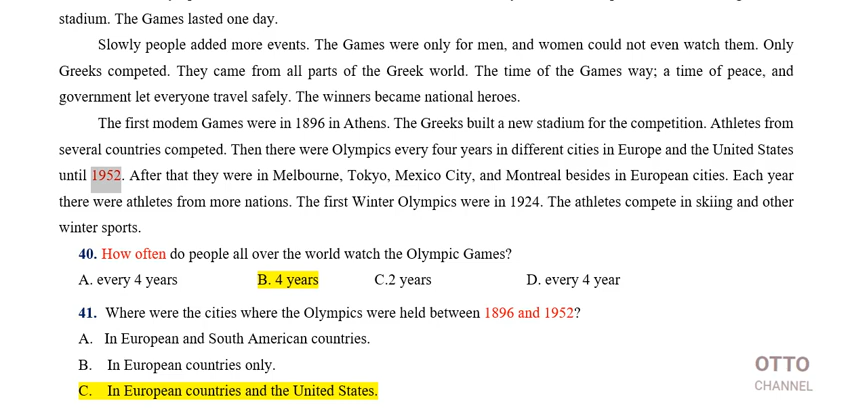 stadium. The Games lasted one day.
Slowly people added more events. The Games were only for men, and women could not even watch them. Only
Greeks competed. They came from all parts of the Greek world. The time of the Games way; a time of peace, and
government let everyone travel safely. The winners became national heroes.
The first modem Games were in 1896 in Athens. The Greeks built a new stadium for the competition. Athletes from
several countries competed. Then there were Olympics every four years in different cities in Europe and the United States
until 1952. After that they were in Melbourne, Tokyo, Mexico City, and Montreal besides in European cities. Each year
there were athletes from more nations. The first Winter Olympics were in 1924. The athletes compete in skiing and other
winter sports.
40. How often do people all over the world watch the Olympic Games?
A. every 4 years B. 4 years C.2 years D. every 4 year
41. Where were the cities where the Olympics were held between 1896 and 1952?
A. In European and South American countries.
B. In European countries only.
C. In European countries and the United States.
OTTO
CHANNEL